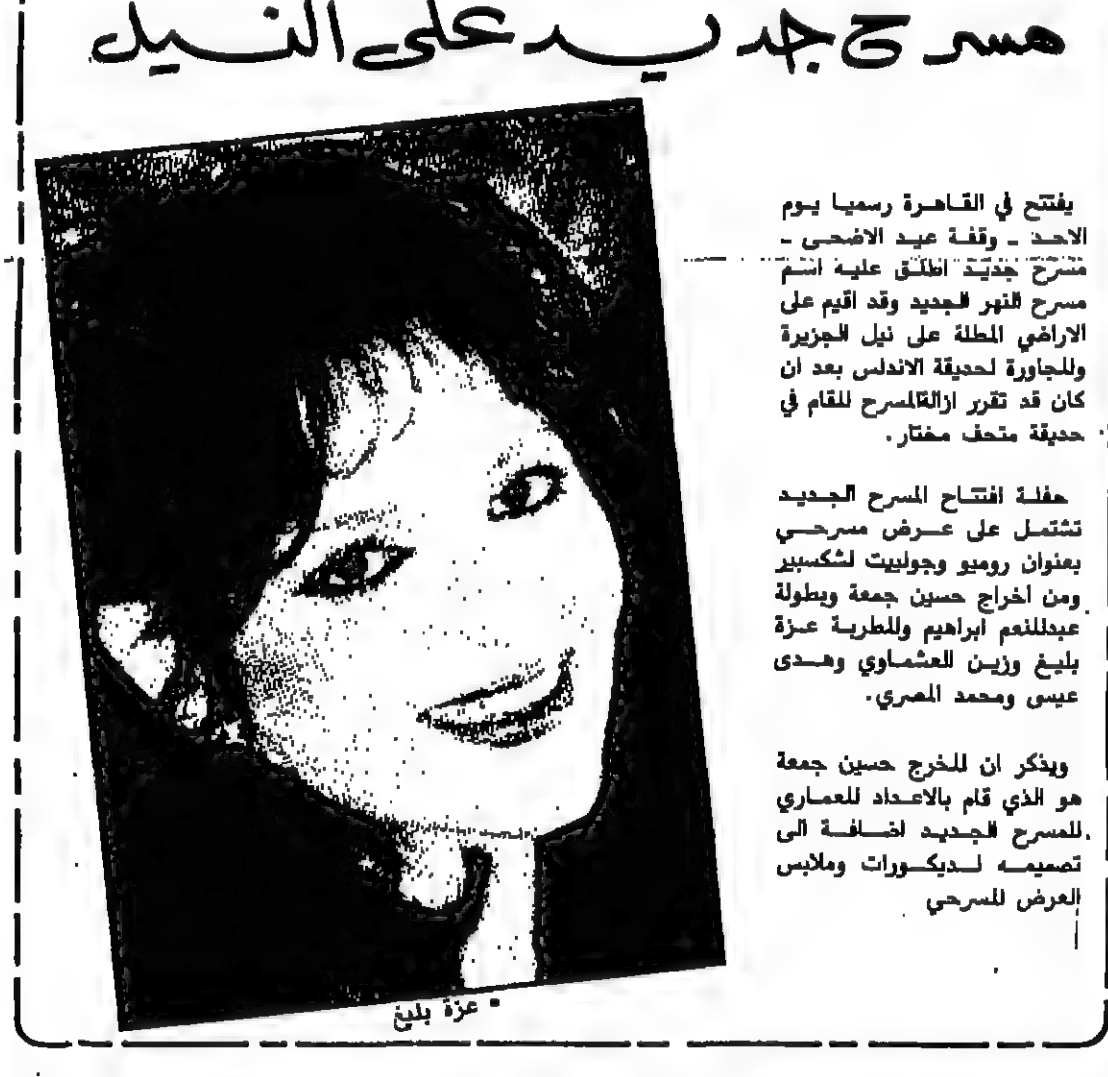 مسرح جديد على النيل
يفتتح في القاهرة رسميا يوم
الاحد ـ وقفة عيد الاضحى ـ
مسرح جديد اطلق عليه اسم
مسرح النهر الجديد وقد اقيم على
الاراضي المطلة على نيل الجزيرة
والمجاورة لحديقة الاندلس بعد ان
كان قد تقرر ازالةالمسرح المقام في
حديقة متحف مختار.
حفلة افتتاح المسرح الجديد
تشتمل على عرض مسرحي
بعنوان روميو وجولييت لشكسبير
ومن اخراج حسين جمعة وبطولة
عبدالمنعم ابراهيم والمطربة عزة
بليغ وزين العشماوي وهدى
عيسى ومحمد المصري.
ويذكر ان المخرج حسين جمعة
هو الذي قام بالاعداد المعماري
للمسرح الجديد اضافة الى
تصميمه لديكورات وملابس
العرض المسرحي
▪ عزة بليغ